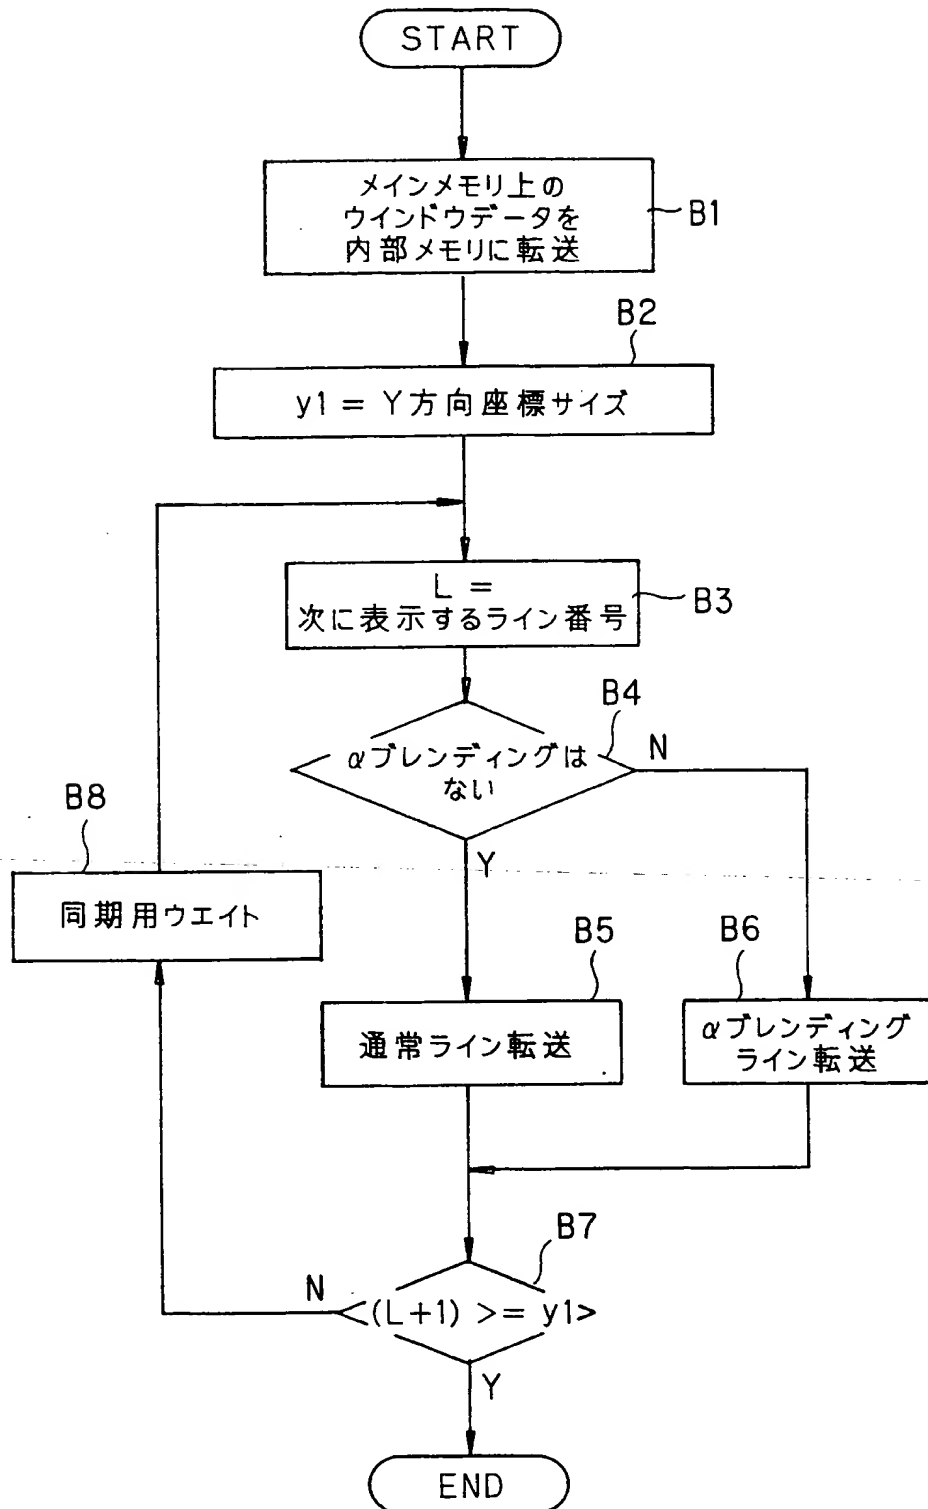 START
メインメモリ上の
ウインドウデータを
内部メモリに転送
B1
B2
y1 = Y方向座標サイズ
L =
次に表示するライン番号
B3
B4
αブレンディングは
ない
N
Y
B8
同期用ウエイト
B5
通常ライン転送
B6
αブレンディング
ライン転送
B7
N
(L+1) >= y1
Y
END